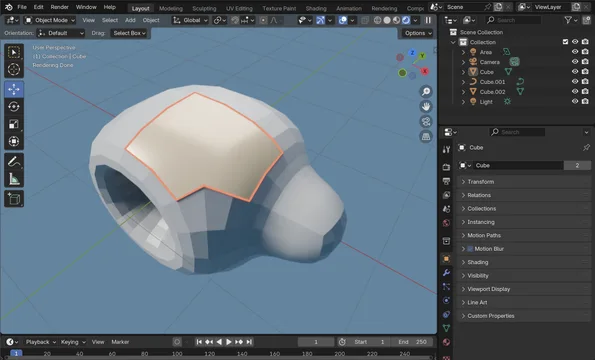 File Edit Render Window Help Layout Modeling Sculpting UV Editing Texture Paint Shading Animation Rendering Scene ViewLayer
Object Mode View Select Add Object Global
Orientation: Default Drag: Select Box Options
User Perspective
(1) Collection | Cube
Rendering Done
Z
Search
Scene Collection
Collection
Area
Camera
Cube
Cube.001
Cube.002
Light
Search
Cube
Cube 2
Transform
Relations
Collections
Instancing
Motion Paths
Motion Blur
Shading
Visibility
Viewport Display
Line Art
Custom Properties
Playback Keying View Marker 1 Start 1 End 250
1 20 40 60 80 100 120 140 160 180 200 220 240